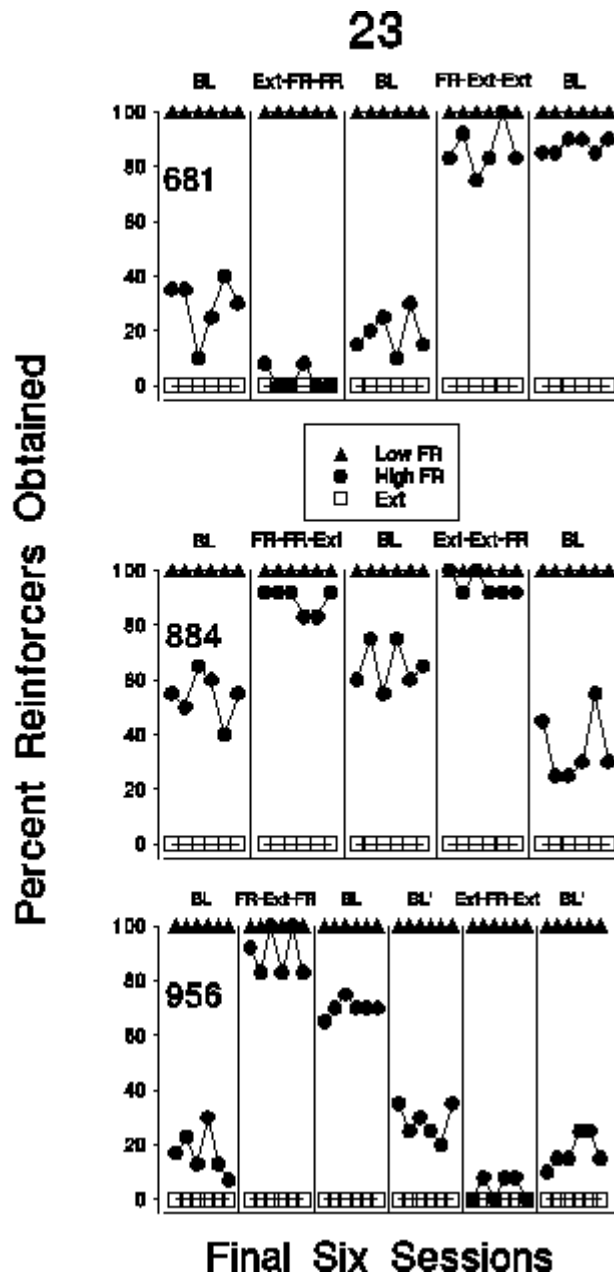 23
BL Ext-FR-FR BL FR-Ext-Ext BL
100
80
681
60
40
20
0
Low FR
High FR
Ext
BL FR-FR-Ext BL Ext-Ext-FR BL
100
80
884
60
40
20
0
BL FR-Ext-FR BL BL' Ext-FR-Ext BL'
100
80
956
60
40
20
0
Percent Reinforcers Obtained
Final Six Sessions